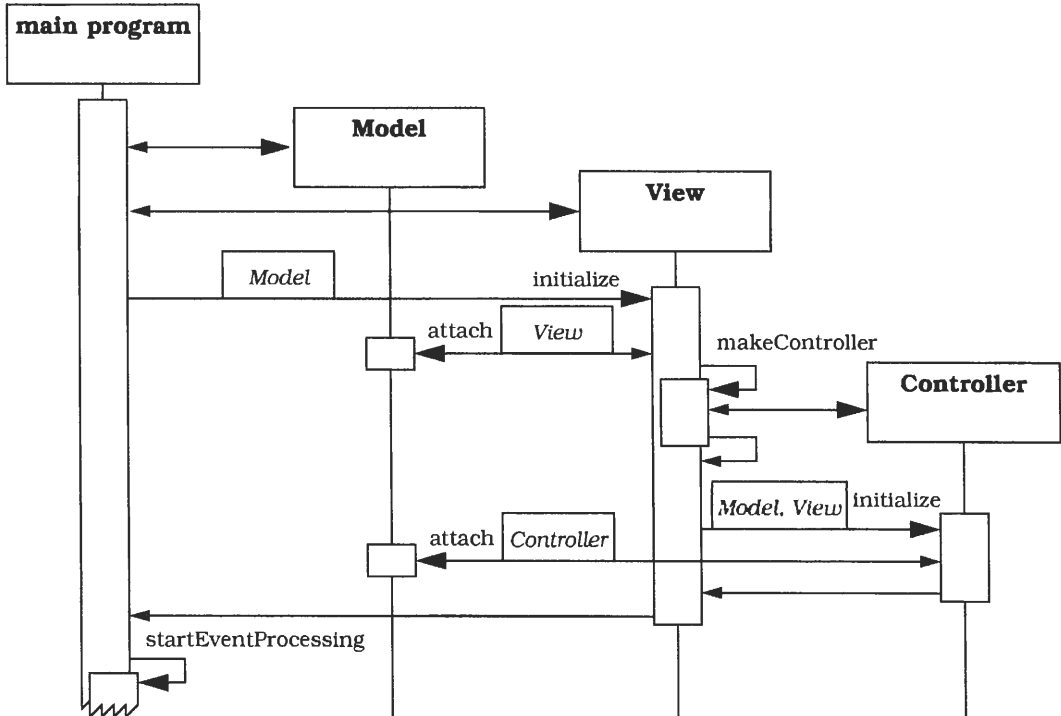 main program
Model
View
Model
initialize
attach
View
makeController
Controller
Model, View
initialize
attach
Controller
startEventProcessing